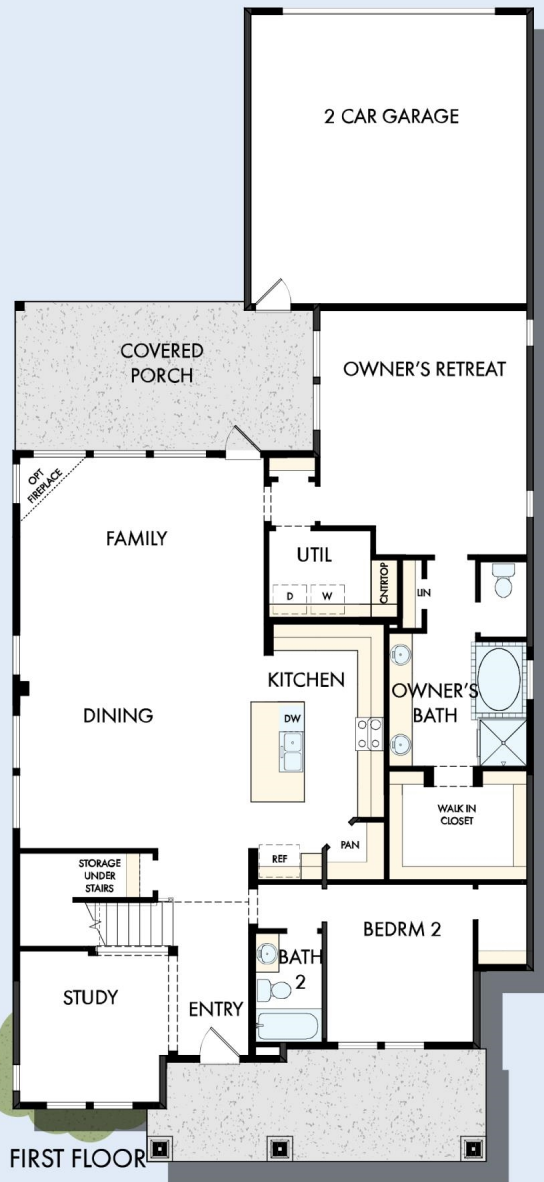 2 CAR GARAGE
COVERED
PORCH
OWNER'S RETREAT
OPT
FIREPLACE
FAMILY
UTIL
D
W
CNTRTOP
LIN
KITCHEN
OWNER'S
BATH
DINING
DW
WALK IN
CLOSET
PAN
REF
STORAGE
UNDER
STAIRS
BEDRM 2
BATH
2
STUDY
ENTRY
FIRST FLOOR